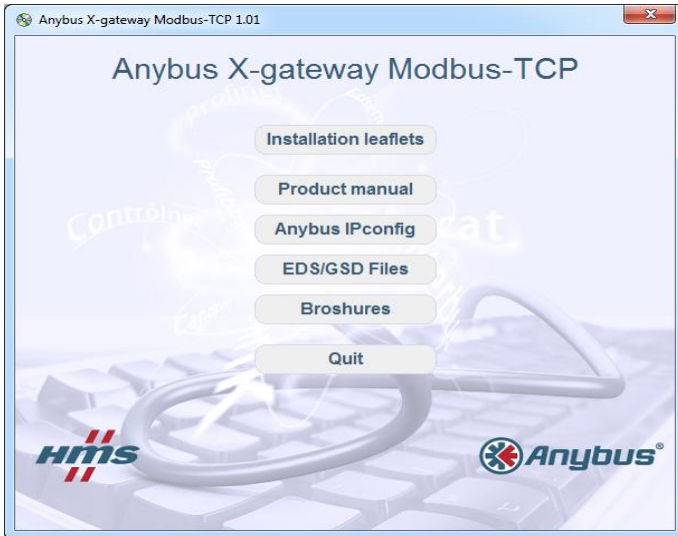 Anybus X-gateway Modbus-TCP 1.01
Anybus X-gateway Modbus-TCP
Profinet
Installation leaflets
Product manual
Anybus IPconfig
EDS/GSD Files
Broshures
Quit
HMS
Anybus®